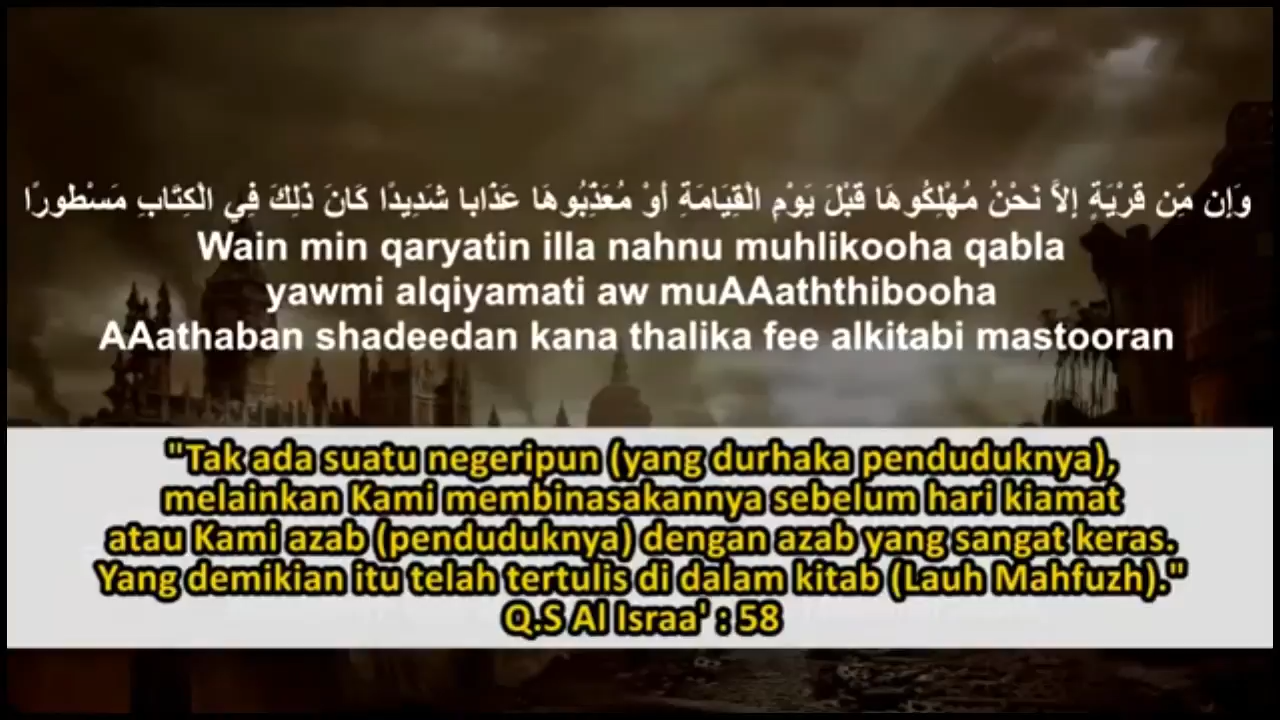 وَإِن مِّن قَرْيَةٍ إِلاَّ نَحْنُ مُهْلِكُوهَا قَبْلَ يَوْمِ الْقِيَامَةِ أَوْ مُعَذِّبُوهَا عَذَابا شَدِيدًا كَانَ ذَلِكَ فِي الْكِتَابِ مَسْطُورًا
Wain min qaryatin illa nahnu muhlikooha qabla
yawmi alqiyamati aw muAAaththibooha
AAathaban shadeedan kana thalika fee alkitabi mastooran
"Tak ada suatu negeripun (yang durhaka penduduknya),
melainkan Kami membinasakannya sebelum hari kiamat
atau Kami azab (penduduknya) dengan azab yang sangat keras.
Yang demikian itu telah tertulis di dalam kitab (Lauh Mahfuzh)."
Q.S Al Israa' : 58